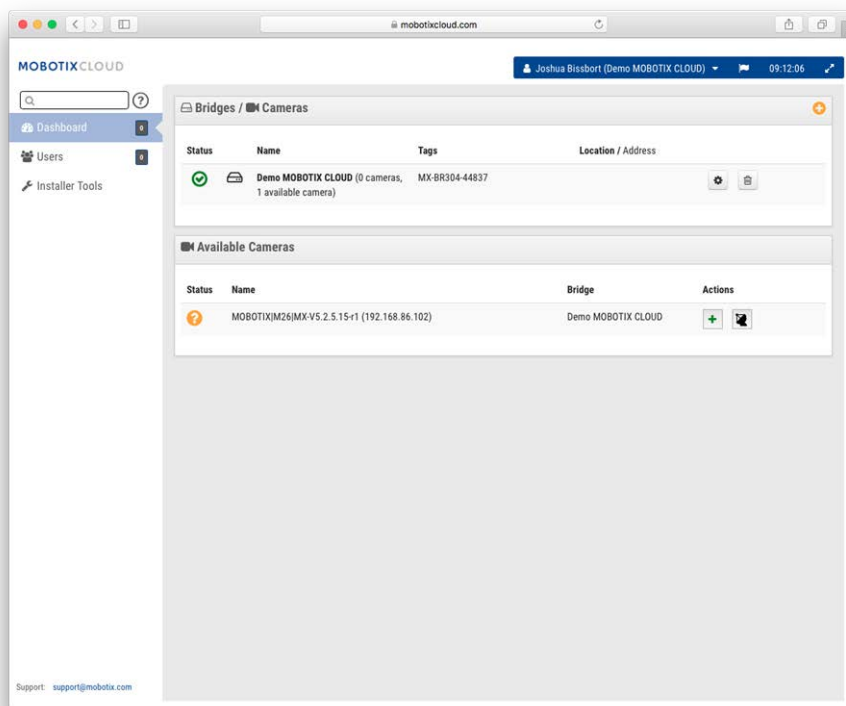 mobotixcloud.com
MOBOTIXCLOUD
Joshua Bissbort (Demo MOBOTIX CLOUD)
09:12:06
?
Dashboard
0
Users
0
Installer Tools
Bridges / Cameras
Status Name Tags Location / Address
Demo MOBOTIX CLOUD (0 cameras, MX-BR304-44837
1 available camera)
Available Cameras
Status Name Bridge Actions
? MOBOTIX|M26|MX-V5.2.5.15-r1 (192.168.86.102) Demo MOBOTIX CLOUD
Support: support@mobotix.com